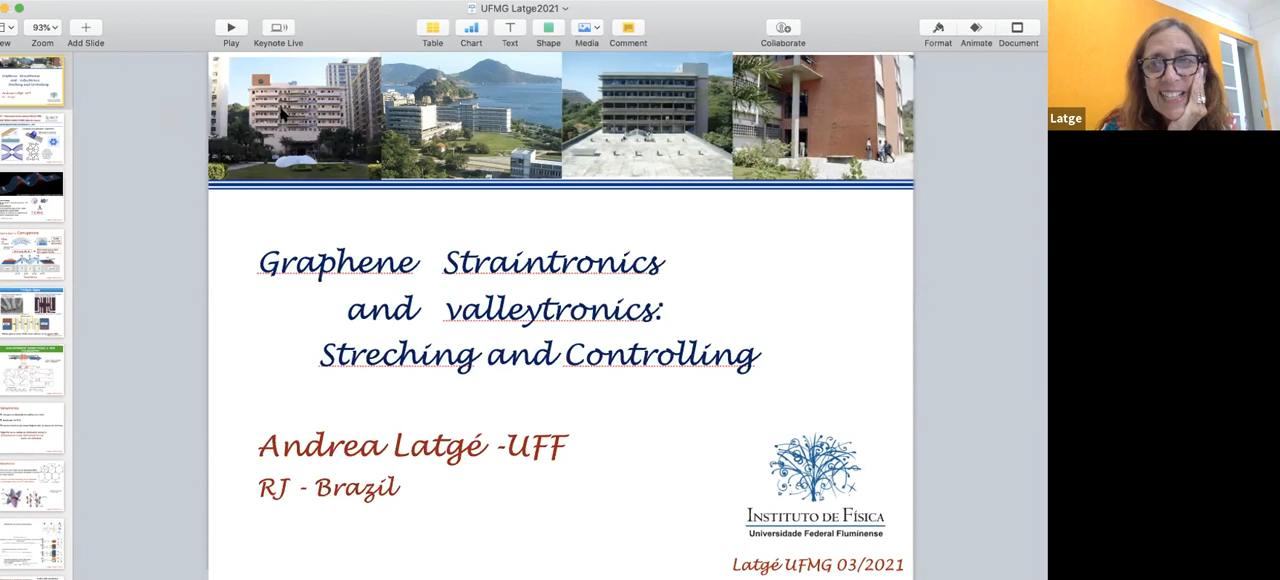 UFMG Latge2021
93%
Zoom
Add Slide
Play
Keynote Live
Table
Chart
Text
Shape
Media
Comment
Collaborate
Format
Animate
Document
Latge
Graphene Straintronics
and valleytronics:
Streching and Controlling
Andrea Latgé -UFF
RJ - Brazil
INSTITUTO DE FÍSICA
Universidade Federal Fluminense
Latgé UFMG 03/2021